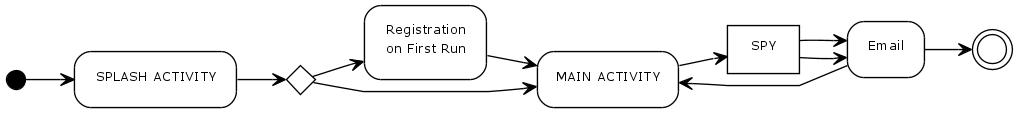 SPLASH ACTIVITY
Registration
on First Run
MAIN ACTIVITY
SPY
Email